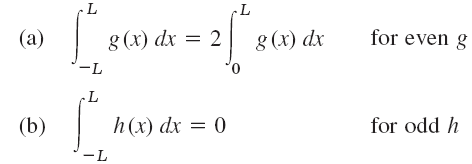 (a) ∫_{-L}^{L} g(x) dx = 2 ∫_{0}^{L} g(x) dx for even g
(b) ∫_{-L}^{L} h(x) dx = 0 for odd h